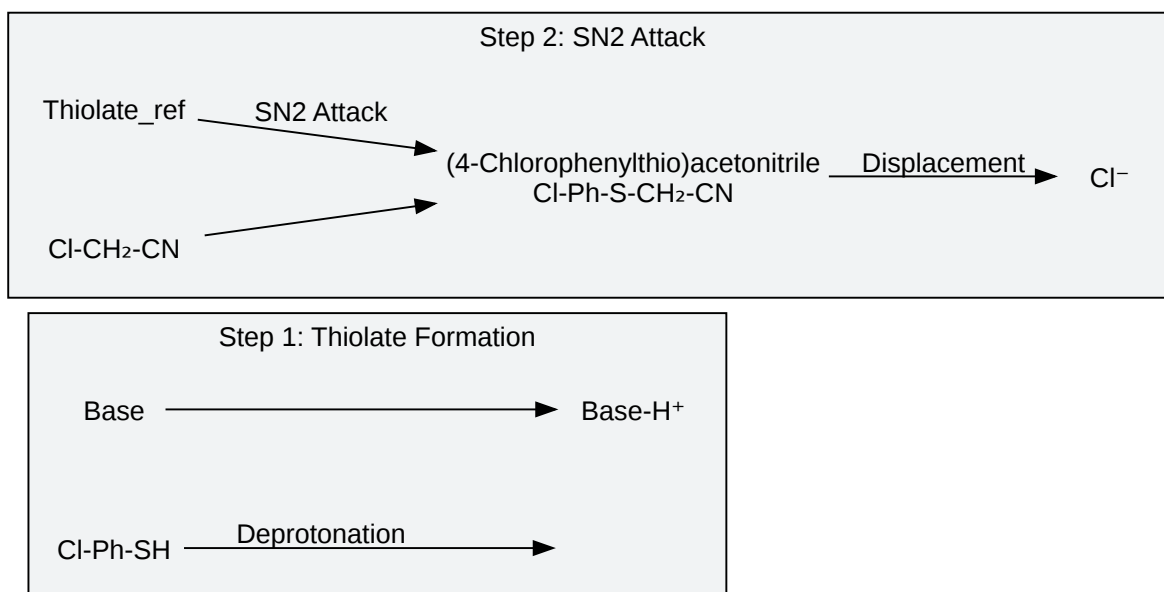 Step 2: SN2 Attack
Thiolate_ref
SN2 Attack
(4-Chlorophenylthio)acetonitrile
Cl-Ph-S-CH₂-CN
Displacement
Cl⁻
Cl-CH₂-CN
Step 1: Thiolate Formation
Base
Base-H⁺
Cl-Ph-SH
Deprotonation